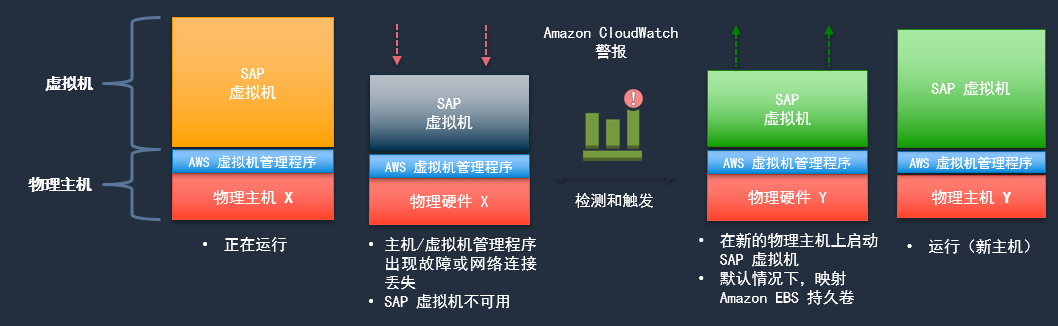 虚拟机
物理主机
SAP
虚拟机
AWS 虚拟机管理程序
物理主机 X
• 正在运行
SAP
虚拟机
AWS 虚拟机管理程序
物理硬件 X
• 主机/虚拟机管理程序
出现故障或网络连接
丢失
• SAP 虚拟机不可用
Amazon CloudWatch
警报
!
检测和触发
SAP
虚拟机
AWS 虚拟机管理程序
物理硬件 Y
• 在新的物理主机上启动
SAP 虚拟机
• 默认情况下，映射
Amazon EBS 持久卷
SAP 虚拟机
AWS 虚拟机管理程序
物理主机 Y
• 运行（新主机）